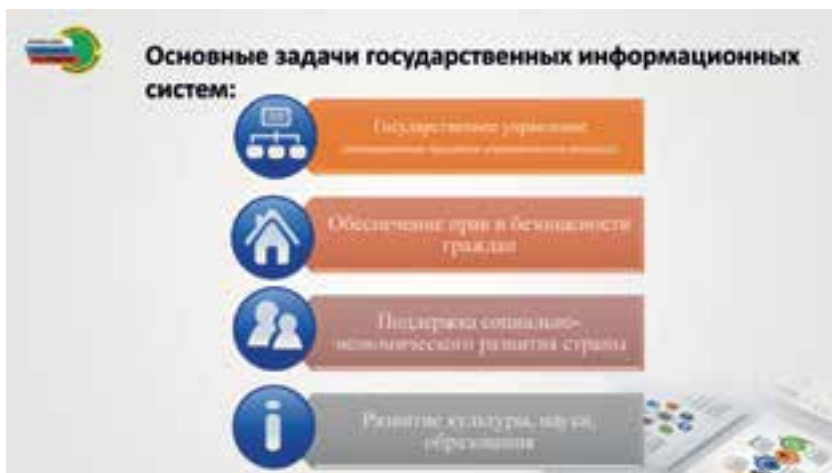 Основные задачи государственных информационных
систем:
Государственное управление
Обеспечение прав и безопасности
граждан
Поддержка социально-
экономического развития страны
Развитие культуры, науки,
образования